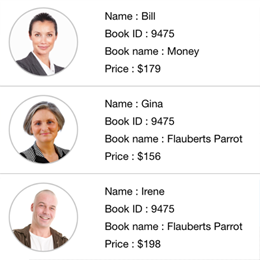 Name : Bill
Book ID : 9475
Book name : Money
Price : $179
Name : Gina
Book ID : 9475
Book name : Flauberts Parrot
Price : $156
Name : Irene
Book ID : 9475
Book name : Flauberts Parrot
Price : $198